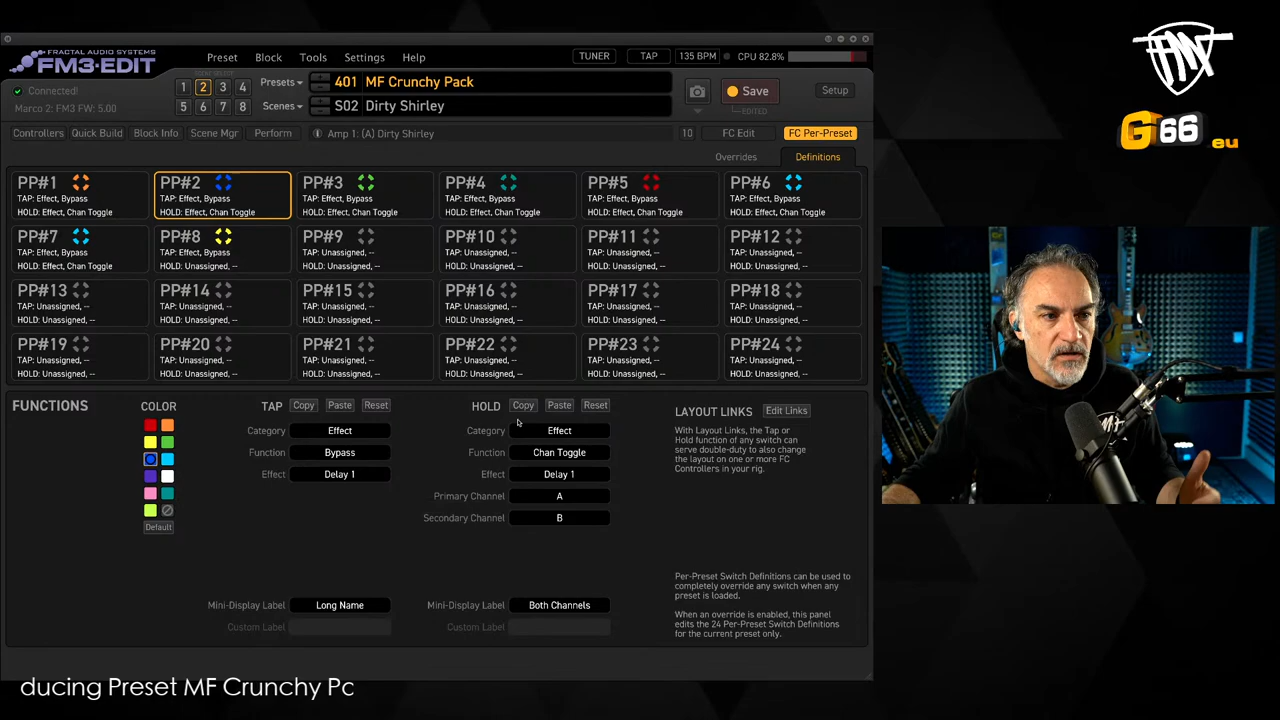 FRACTAL AUDIO SYSTEMS
FM3-EDIT
Preset Block Tools Settings Help
TUNER TAP 135 BPM CPU 82.8%
Connected!
Marco 2: FM3 FW: 5.00
SCENE SELECT
1 2 3 4
5 6 7 8
Presets 401 MF Crunchy Pack
Scenes S02 Dirty Shirley
Save
EDITED
Setup
Controllers Quick Build Block Info Scene Mgr Perform Amp 1: (A) Dirty Shirley 10 FC Edit FC Per-Preset
Overrides Definitions
PP#1 PP#2 PP#3 PP#4 PP#5 PP#6
TAP: Effect, Bypass TAP: Effect, Bypass TAP: Effect, Bypass TAP: Effect, Bypass TAP: Effect, Bypass TAP: Effect, Bypass
HOLD: Effect, Chan Toggle HOLD: Effect, Chan Toggle HOLD: Effect, Chan Toggle HOLD: Effect, Chan Toggle HOLD: Effect, Chan Toggle HOLD: Effect, Chan Toggle
PP#7 PP#8 PP#9 PP#10 PP#11 PP#12
TAP: Effect, Bypass TAP: Effect, Bypass TAP: Unassigned, -- TAP: Unassigned, -- TAP: Unassigned, -- TAP: Unassigned, --
HOLD: Effect, Chan Toggle HOLD: Unassigned, -- HOLD: Unassigned, -- HOLD: Unassigned, -- HOLD: Unassigned, -- HOLD: Unassigned, --
PP#13 PP#14 PP#15 PP#16 PP#17 PP#18
TAP: Unassigned, -- TAP: Unassigned, -- TAP: Unassigned, -- TAP: Unassigned, -- TAP: Unassigned, -- TAP: Unassigned, --
HOLD: Unassigned, -- HOLD: Unassigned, -- HOLD: Unassigned, -- HOLD: Unassigned, -- HOLD: Unassigned, -- HOLD: Unassigned, --
PP#19 PP#20 PP#21 PP#22 PP#23 PP#24
TAP: Unassigned, -- TAP: Unassigned, -- TAP: Unassigned, -- TAP: Unassigned, -- TAP: Unassigned, -- TAP: Unassigned, --
HOLD: Unassigned, -- HOLD: Unassigned, -- HOLD: Unassigned, -- HOLD: Unassigned, -- HOLD: Unassigned, -- HOLD: Unassigned, --
FUNCTIONS
COLOR
Default
TAP Copy Paste Reset
Category Effect
Function Bypass
Effect Delay 1
Mini-Display Label Long Name
Custom Label
HOLD Copy Paste Reset
Category Effect
Function Chan Toggle
Effect Delay 1
Primary Channel A
Secondary Channel B
Mini-Display Label Both Channels
Custom Label
LAYOUT LINKS Edit Links
With Layout Links, the Tap or
Hold function of any switch can
serve double-duty to also change
the layout on one or more FC
Controllers in your rig.
Per-Preset Switch Definitions can be used to
completely override any switch when any
preset is loaded.
When an override is enabled, this panel
edits the 24 Per-Preset Switch Definitions
for the current preset only.
G66
eu
ducing Preset MF Crunchy Pc